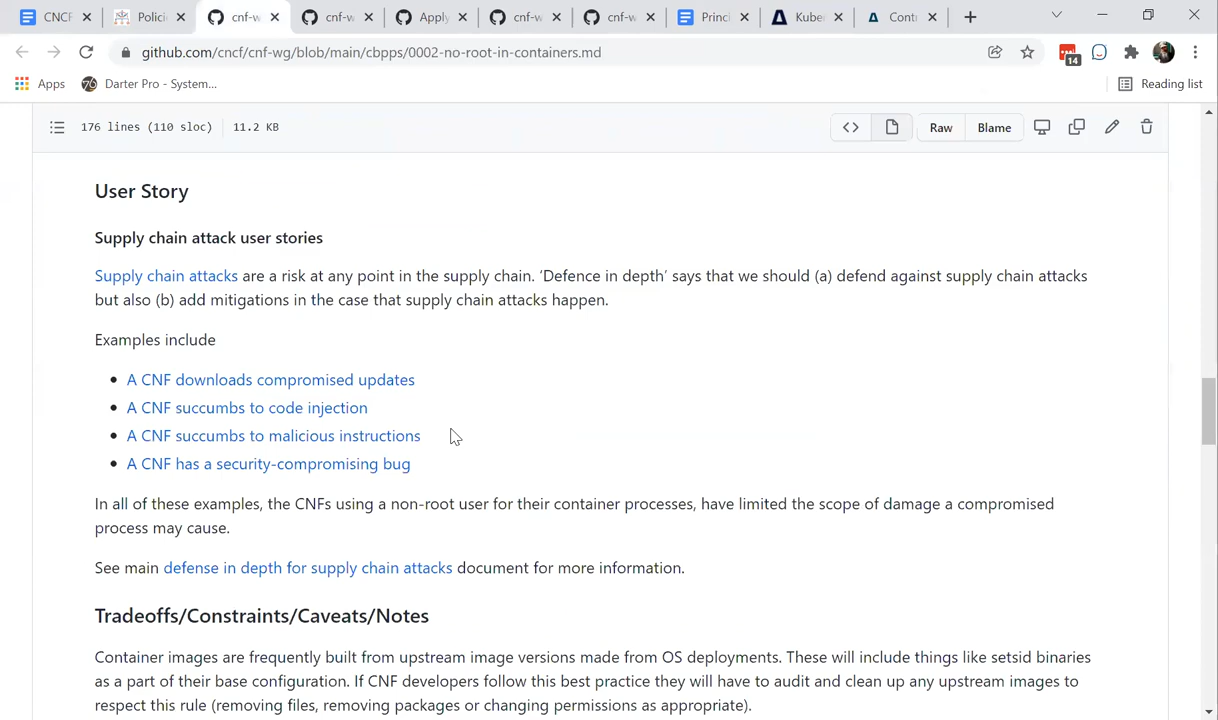 CNCF
Polici
cnf-w
cnf-w
Apply
cnf-w
cnf-w
Princ
Kube
Cont
github.com/cncf/cnf-wg/blob/main/cbpps/0002-no-root-in-containers.md
14
Apps
Darter Pro - System...
Reading list
176 lines (110 sloc)
11.2 KB
Raw
Blame
User Story
Supply chain attack user stories
Supply chain attacks are a risk at any point in the supply chain. ‘Defence in depth’ says that we should (a) defend against supply chain attacks
but also (b) add mitigations in the case that supply chain attacks happen.
Examples include
• A CNF downloads compromised updates
• A CNF succumbs to code injection
• A CNF succumbs to malicious instructions
• A CNF has a security-compromising bug
In all of these examples, the CNFs using a non-root user for their container processes, have limited the scope of damage a compromised
process may cause.
See main defense in depth for supply chain attacks document for more information.
Tradeoffs/Constraints/Caveats/Notes
Container images are frequently built from upstream image versions made from OS deployments. These will include things like setsid binaries
as a part of their base configuration. If CNF developers follow this best practice they will have to audit and clean up any upstream images to
respect this rule (removing files, removing packages or changing permissions as appropriate).